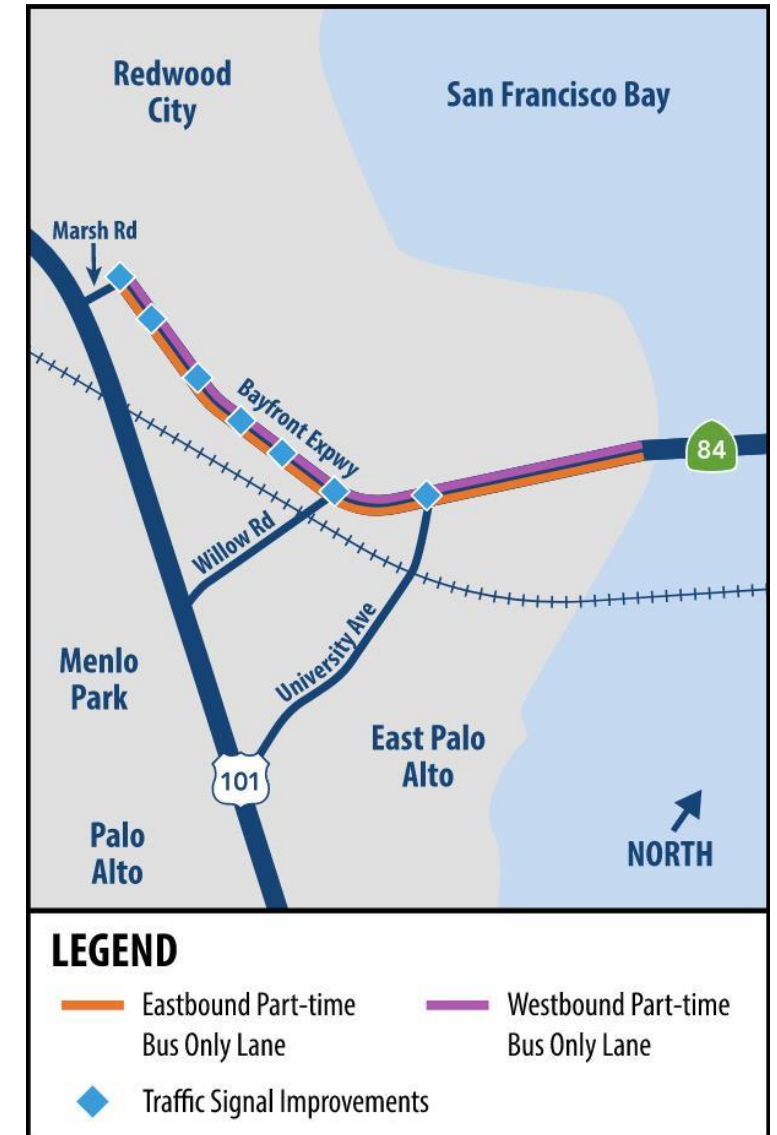 Redwood
City
San Francisco Bay
Marsh Rd
Bayfront Expwy
84
Willow Rd
University Ave
Menlo
Park
East Palo
Alto
101
Palo
Alto
NORTH
LEGEND
Eastbound Part-time
Bus Only Lane
Westbound Part-time
Bus Only Lane
Traffic Signal Improvements